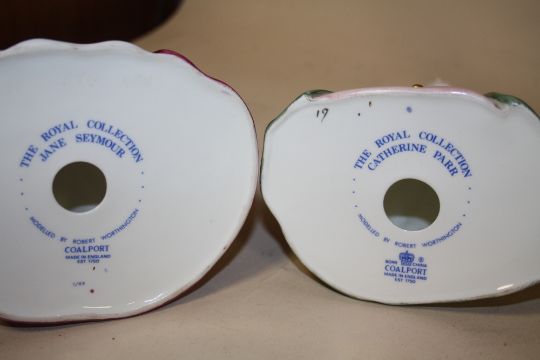 THE ROYAL COLLECTION
JANE SEYMOUR
MODELLED BY ROBERT WORTHINGTON
COALPORT
MADE IN ENGLAND
EST 1750
19
THE ROYAL COLLECTION
CATHERINE PARR
MODELLED BY ROBERT WORTHINGTON
BONE CHINA
COALPORT ®
MADE IN ENGLAND
EST 1750